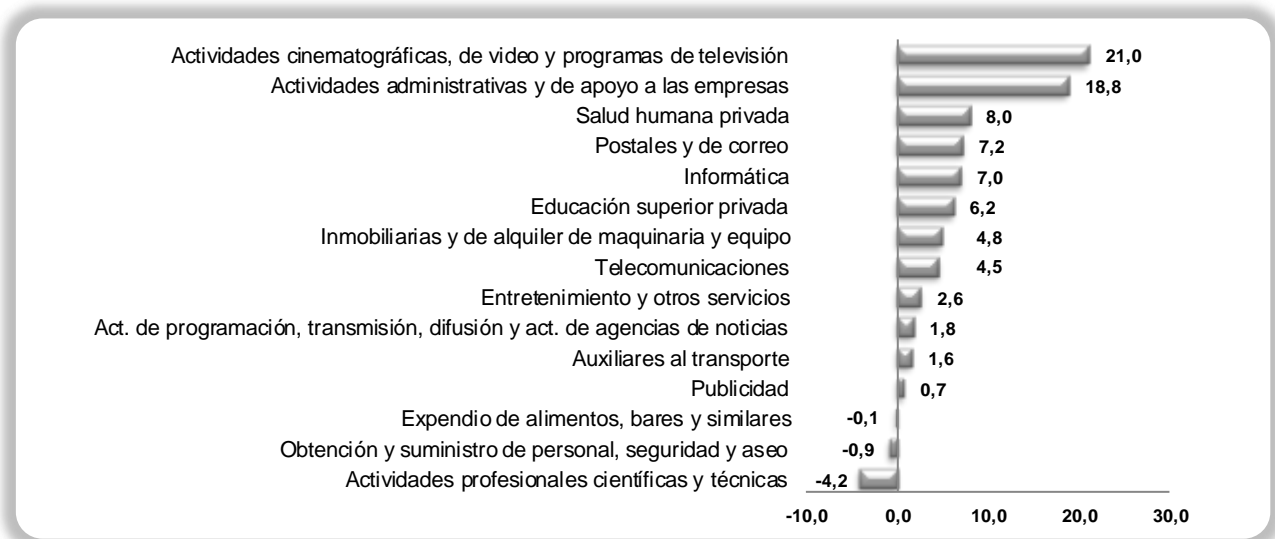 Actividades cinematográficas, de video y programas de televisión 21,0
Actividades administrativas y de apoyo a las empresas 18,8
Salud humana privada 8,0
Postales y de correo 7,2
Informática 7,0
Educación superior privada 6,2
Inmobiliarias y de alquiler de maquinaria y equipo 4,8
Telecomunicaciones 4,5
Entretenimiento y otros servicios 2,6
Act. de programación, transmisión, difusión y act. de agencias de noticias 1,8
Auxiliares al transporte 1,6
Publicidad 0,7
Expendio de alimentos, bares y similares -0,1
Obtención y suministro de personal, seguridad y aseo -0,9
Actividades profesionales científicas y técnicas -4,2
-10,0 0,0 10,0 20,0 30,0